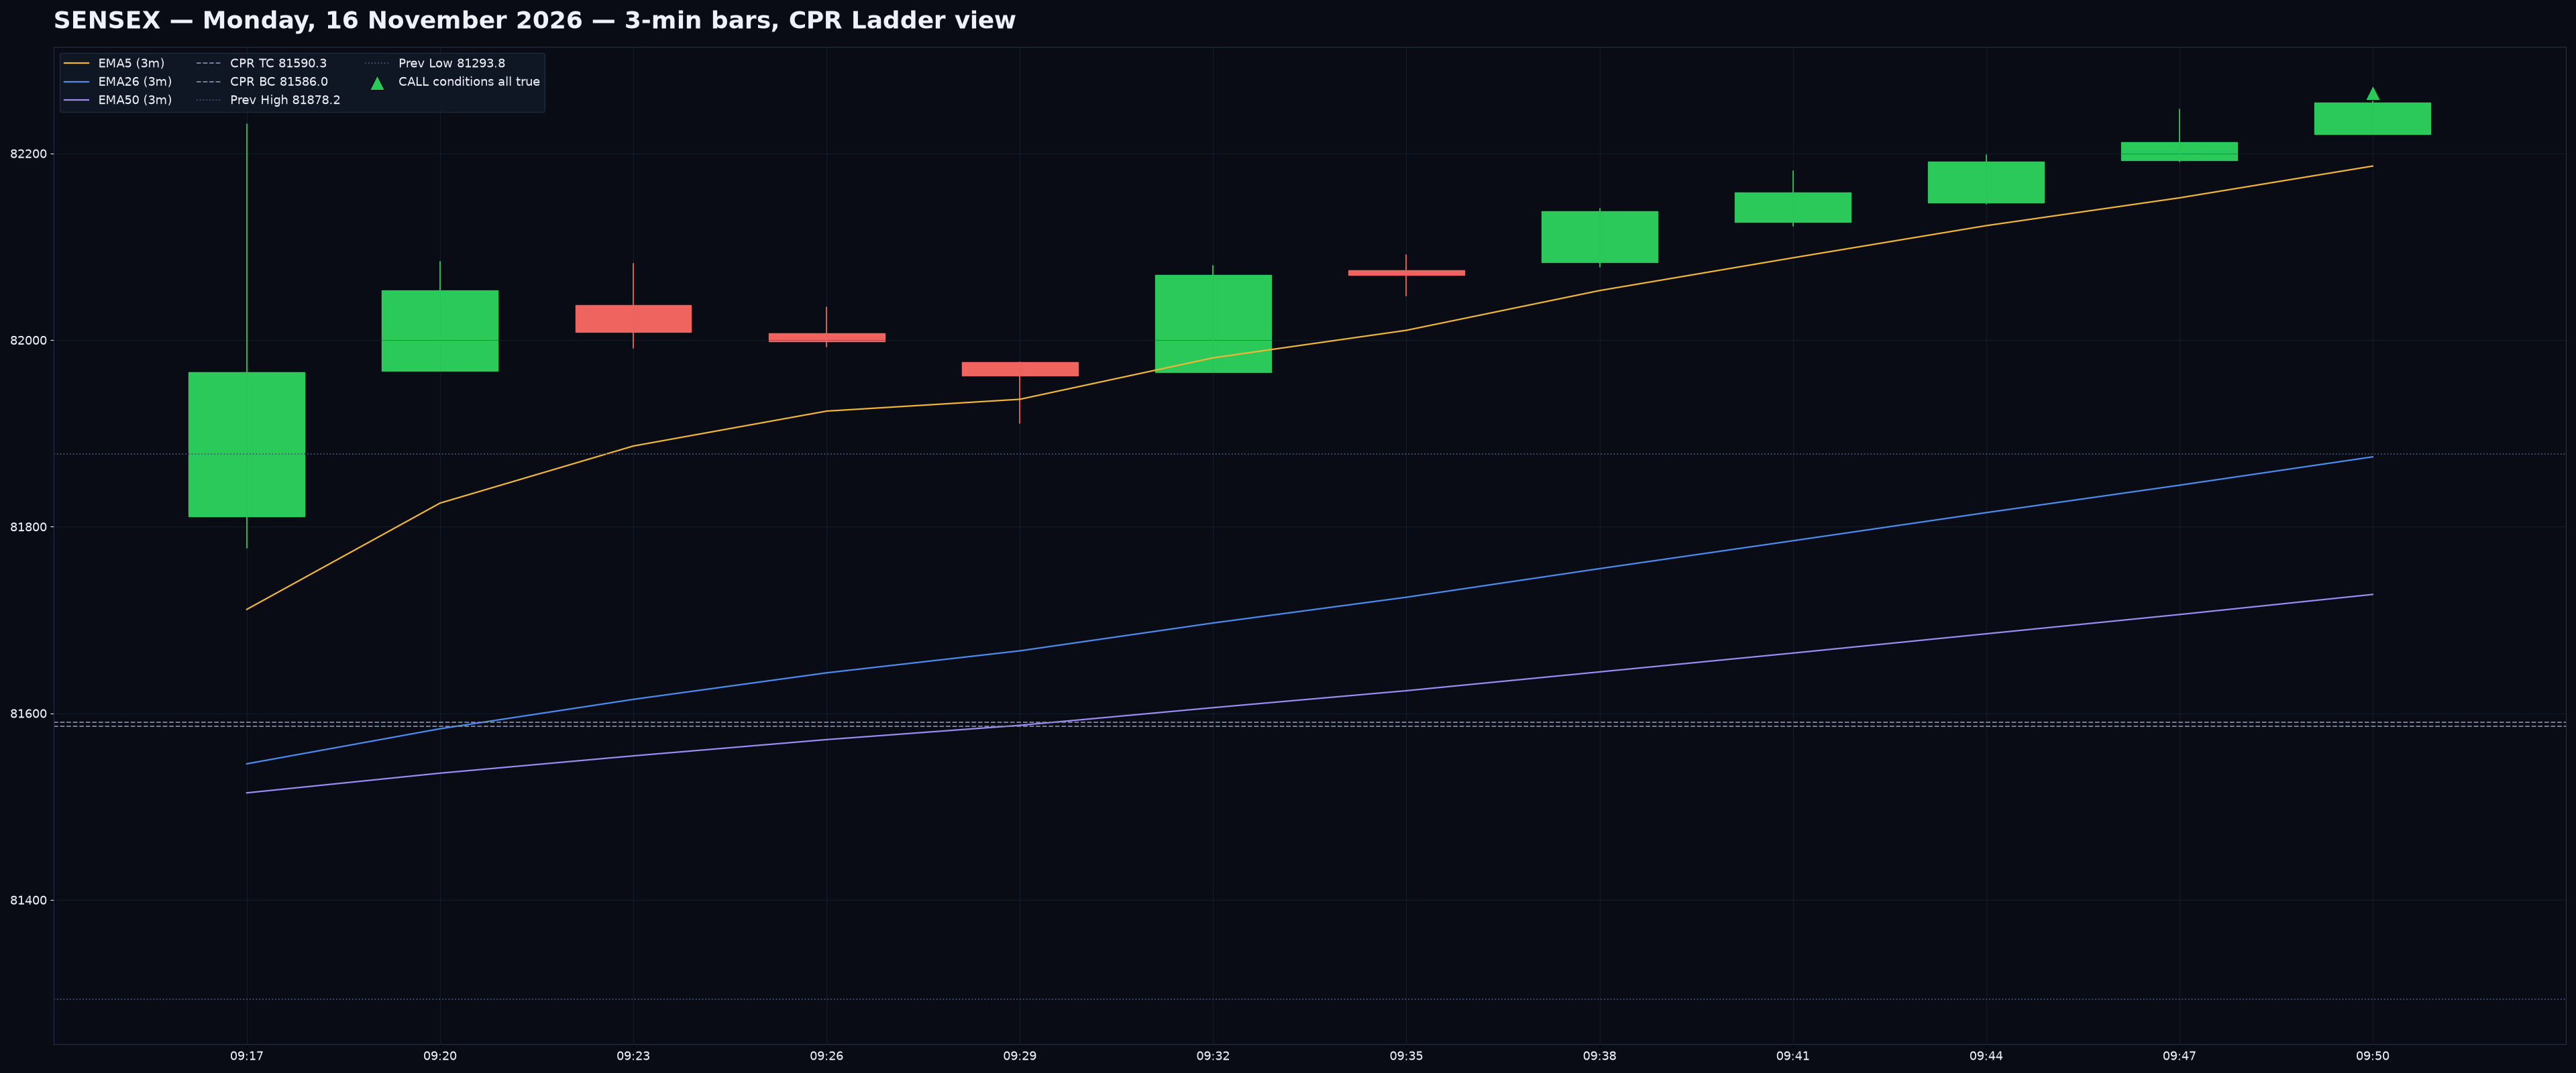 SENSEX — Monday, 16 November 2026 — 3-min bars, CPR Ladder view
EMA5 (3m)
EMA26 (3m)
EMA50 (3m)
CPR TC 81590.3
CPR BC 81586.0
Prev High 81878.2
Prev Low 81293.8
CALL conditions all true
82200
82000
81800
81600
81400
09:17 09:20 09:23 09:26 09:29 09:32 09:35 09:38 09:41 09:44 09:47 09:50